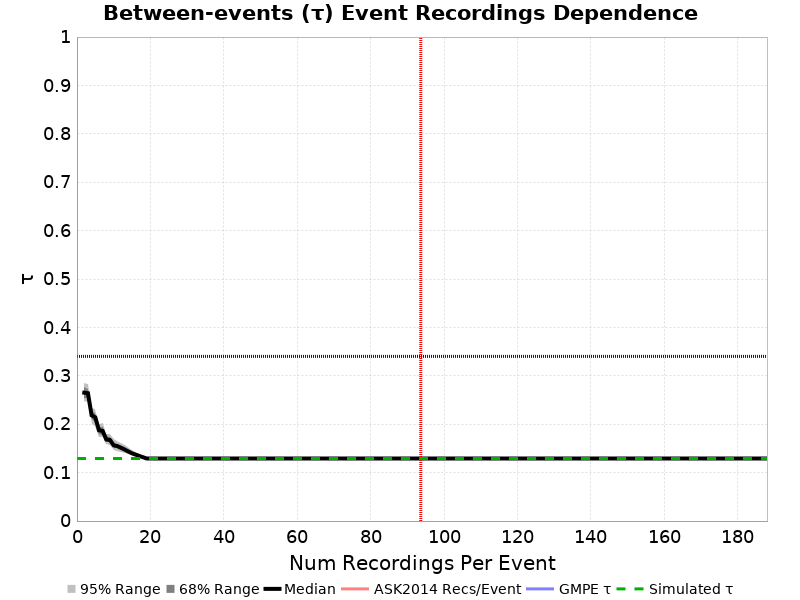 Between-events (τ) Event Recordings Dependence
1
0.9
0.8
0.7
0.6
0.5
0.4
0.3
0.2
0.1
0
τ
0 20 40 60 80 100 120 140 160 180
Num Recordings Per Event
95% Range 68% Range Median ASK2014 Recs/Event GMPE τ Simulated τ